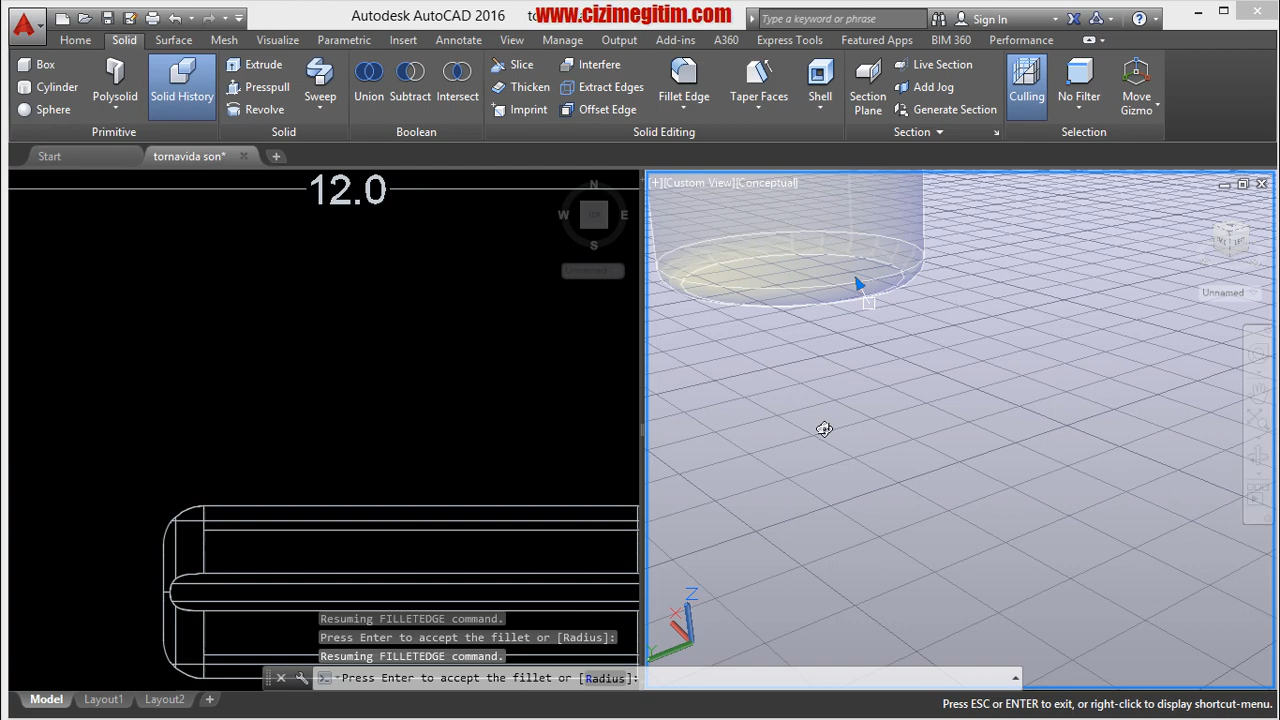 Autodesk AutoCAD 2016
www.cizimegitim.com
Type a keyword or phrase
Sign In
Home Solid Surface Mesh Visualize Parametric Insert Annotate View Manage Output Add-ins A360 Express Tools Featured Apps BIM 360 Performance
Box
Cylinder
Sphere
Polysolid
Solid History
Extrude
Presspull
Revolve
Sweep
Union
Subtract
Intersect
Slice
Thicken
Imprint
Interfere
Extract Edges
Offset Edge
Fillet Edge
Taper Faces
Shell
Section
Plane
Live Section
Add Jog
Generate Section
Culling
No Filter
Move
Gizmo
Primitive
Solid
Boolean
Solid Editing
Section
Selection
Start
tornavida son*
12.0
[+][Custom View][Conceptual]
N
W
E
S
TOP
Unnamed
LEFT
Unnamed
Z
X
Y
Resuming FILLETEDGE command.
Press Enter to accept the fillet or [Radius]:
Resuming FILLETEDGE command.
Press Enter to accept the fillet or [Radius]:
Model Layout1 Layout2
Press ESC or ENTER to exit, or right-click to display shortcut-menu.